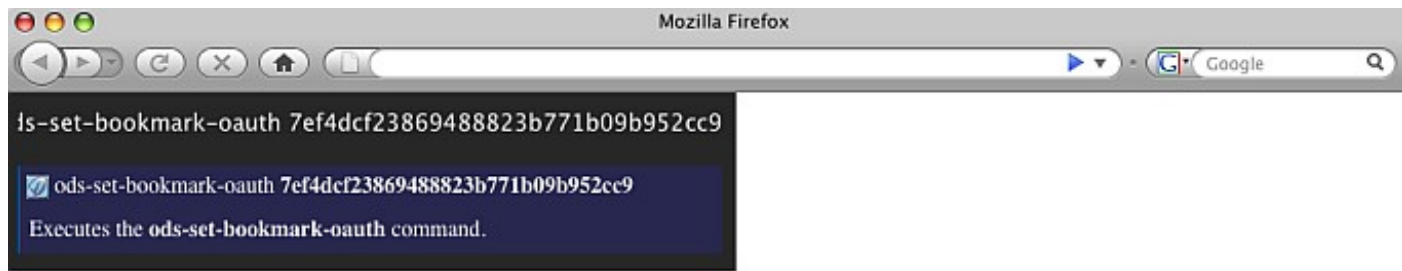 Mozilla Firefox
Google
ds-set-bookmark-oauth 7ef4dcf23869488823b771b09b952cc9
ods-set-bookmark-oauth 7ef4dcf23869488823b771b09b952cc9
Executes the ods-set-bookmark-oauth command.